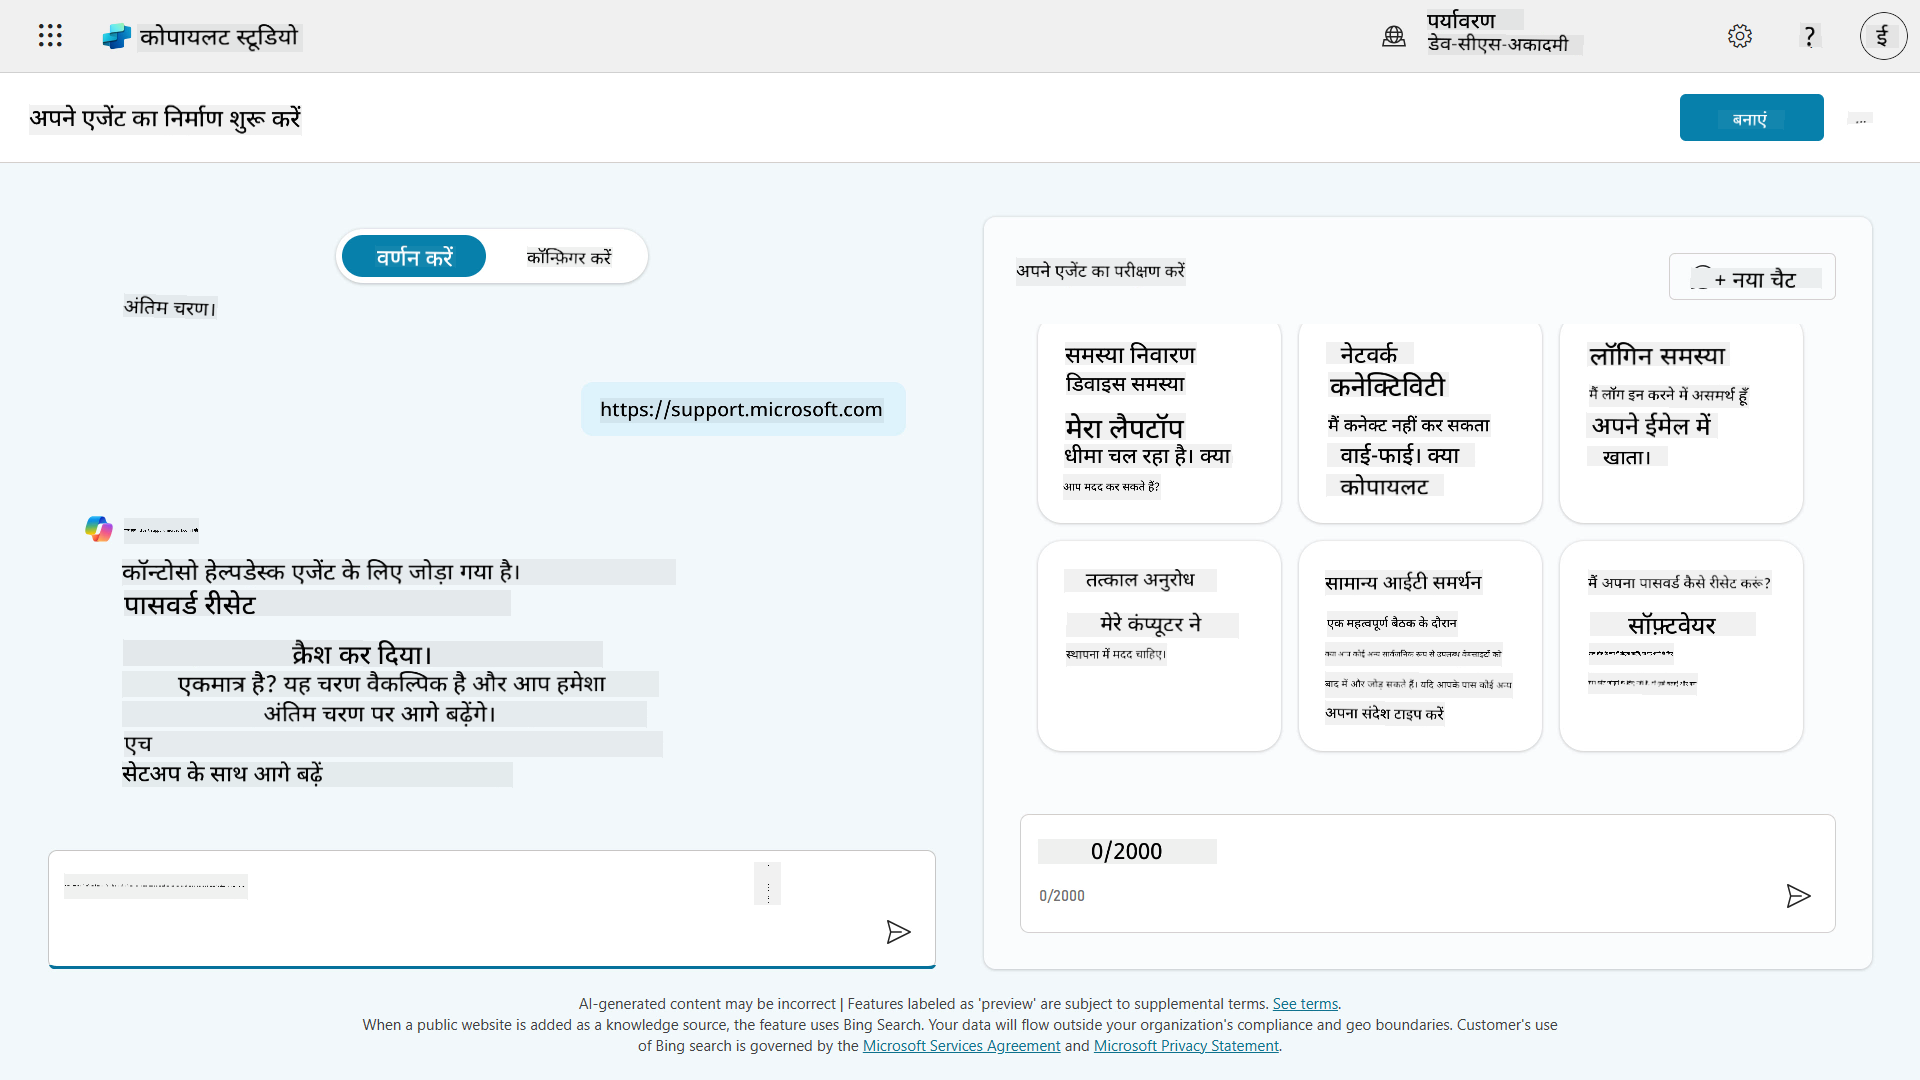 कोपायलट स्टूडियो
पर्यावरण
डेव-सीएस-अकादमी
?
ई
अपने एजेंट का निर्माण शुरू करें
बनाएं
...
वर्णन करें
कॉन्फ़िगर करें
अंतिम चरण।
https://support.microsoft.com
कॉन्टोसो हेल्पडेस्क एजेंट के लिए जोड़ा गया है।
पासवर्ड रीसेट
क्रैश कर दिया।
एकमात्र है? यह चरण वैकल्पिक है और आप हमेशा
अंतिम चरण पर आगे बढ़ेंगे।
एच
सेटअप के साथ आगे बढ़ें
अपने एजेंट का परीक्षण करें
+ नया चैट
समस्या निवारण
डिवाइस समस्या
मेरा लैपटॉप
धीमा चल रहा है। क्या
आप मदद कर सकते हैं?
नेटवर्क
कनेक्टिविटी
मैं कनेक्ट नहीं कर सकता
वाई-फाई। क्या
कोपायलट
लॉगिन समस्या
मैं लॉग इन करने में असमर्थ हूँ
अपने ईमेल में
खाता।
तत्काल अनुरोध
मेरे कंप्यूटर ने
स्थापना में मदद चाहिए।
सामान्य आईटी समर्थन
एक महत्वपूर्ण बैठक के दौरान
क्या आप कोई अन्य सार्वजनिक रूप से उपलब्ध वेबसाइटों को
बाद में और जोड़ सकते हैं। यदि आपके पास कोई अन्य
अपना संदेश टाइप करें
मैं अपना पासवर्ड कैसे रीसेट करूं?
सॉफ़्टवेयर
0/2000
0/2000
AI-generated content may be incorrect | Features labeled as 'preview' are subject to supplemental terms. See terms.
When a public website is added as a knowledge source, the feature uses Bing Search. Your data will flow outside your organization's compliance and geo boundaries. Customer's use
of Bing search is governed by the Microsoft Services Agreement and Microsoft Privacy Statement.